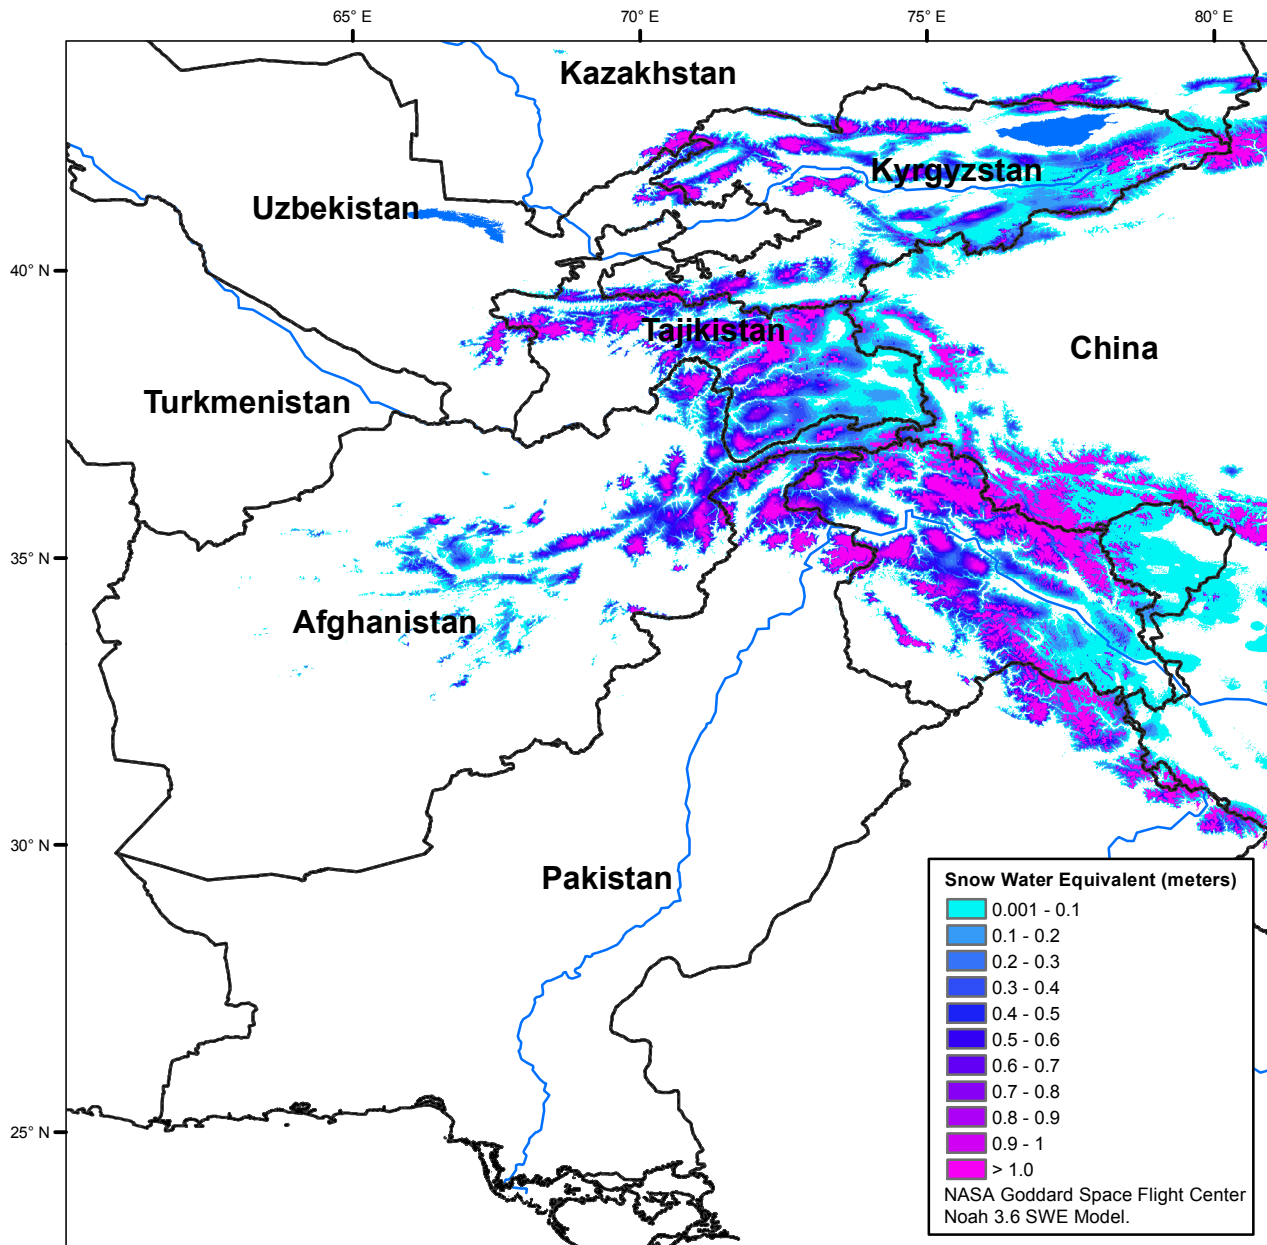 65° E
70° E
75° E
80° E
Kazakhstan
Kyrgyzstan
Uzbekistan
40° N
Tajikistan
China
Turkmenistan
35° N
Afghanistan
30° N
Pakistan
25° N
Snow Water Equivalent (meters)
0.001 - 0.1
0.1 - 0.2
0.2 - 0.3
0.3 - 0.4
0.4 - 0.5
0.5 - 0.6
0.6 - 0.7
0.7 - 0.8
0.8 - 0.9
0.9 - 1
> 1.0
NASA Goddard Space Flight Center
Noah 3.6 SWE Model.